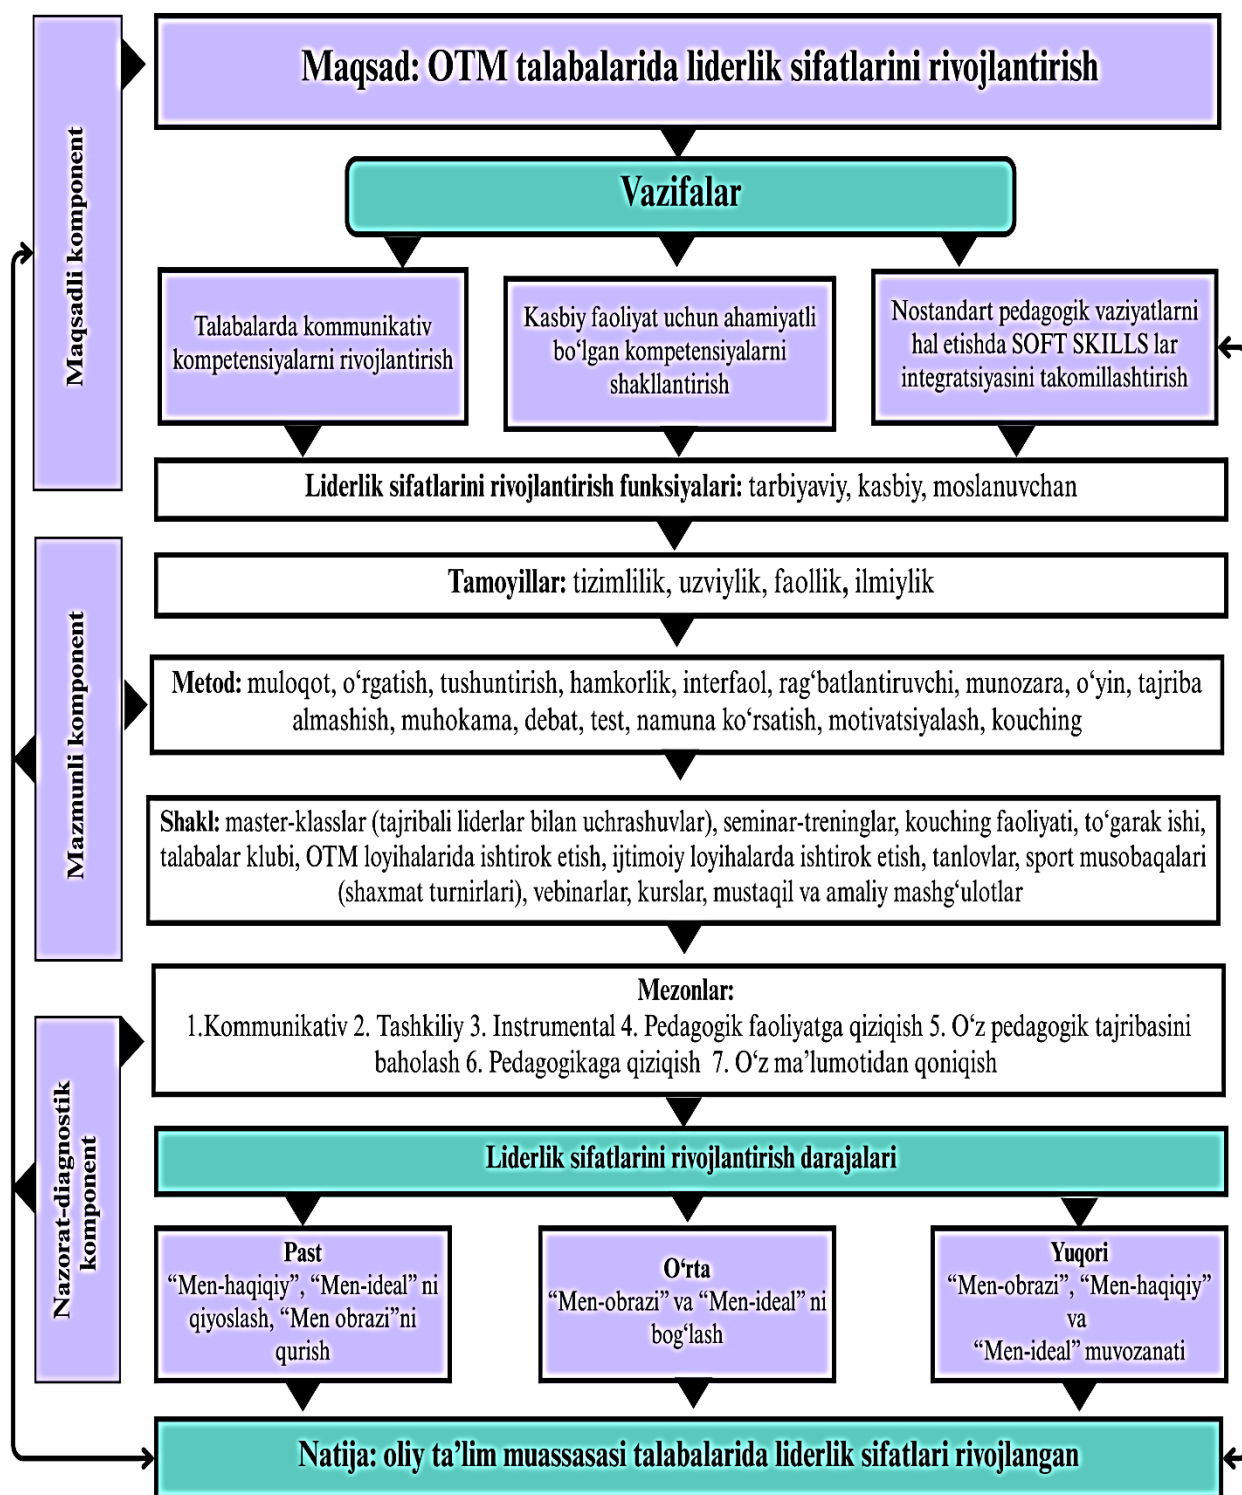 Maqsadli komponent
Maqsad: OTM talabalarida liderlik sifatlarini rivojlantirish
Vazifalar
Talabalarda kommunikativ
kompetensiyalarni rivojlantirish
Kasbiy faoliyat uchun ahamiyatli
bo‘lgan kompetensiyalarni
shakllantirish
Nostandart pedagogik vaziyatlarni
hal etishda SOFT SKILLS lar
integratsiyasini takomillashtirish
Liderlik sifatlarini rivojlantirish funksiyalari: tarbiyaviy, kasbiy, moslanuvchan
Mazmunli komponent
Tamoyillar: tizimlilik, uzviylik, faollik, ilmiylik
Metod: muloqot, o‘rgatish, tushuntirish, hamkorlik, interfaol, rag‘batlantiruvchi, munozara, o‘yin, tajriba
almashish, muhokama, debat, test, namuna ko‘rsatish, motivatsiyalash, kouching
Shakl: master-klasslar (tajribali liderlar bilan uchrashuvlar), seminar-treninglar, kouching faoliyati, to‘garak ishi,
talabalar klubi, OTM loyihalarida ishtirok etish, ijtimoiy loyihalarda ishtirok etish, tanlovlar, sport musobaqalari
(shaxmat turnirlari), vebinarlar, kurslar, mustaqil va amaliy mashg‘ulotlar
Nazorat-diagnostik
komponent
Mezonlar:
1.Kommunikativ 2. Tashkiliy 3. Instrumental 4. Pedagogik faoliyatga qiziqish 5. O‘z pedagogik tajribasini
baholash 6. Pedagogikaga qiziqish 7. O‘z ma’lumotidan qoniqish
Liderlik sifatlarini rivojlantirish darajalari
Past
“Men-haqiqiy”, “Men-ideal” ni
qiyoslash, “Men obrazi”ni
qurish
O‘rta
“Men-obrazi” va “Men-ideal” ni
bog‘lash
Yuqori
“Men-obrazi”, “Men-haqiqiy”
va
“Men-ideal” muvozanati
Natija: oliy ta’lim muassasasi talabalarida liderlik sifatlari rivojlangan